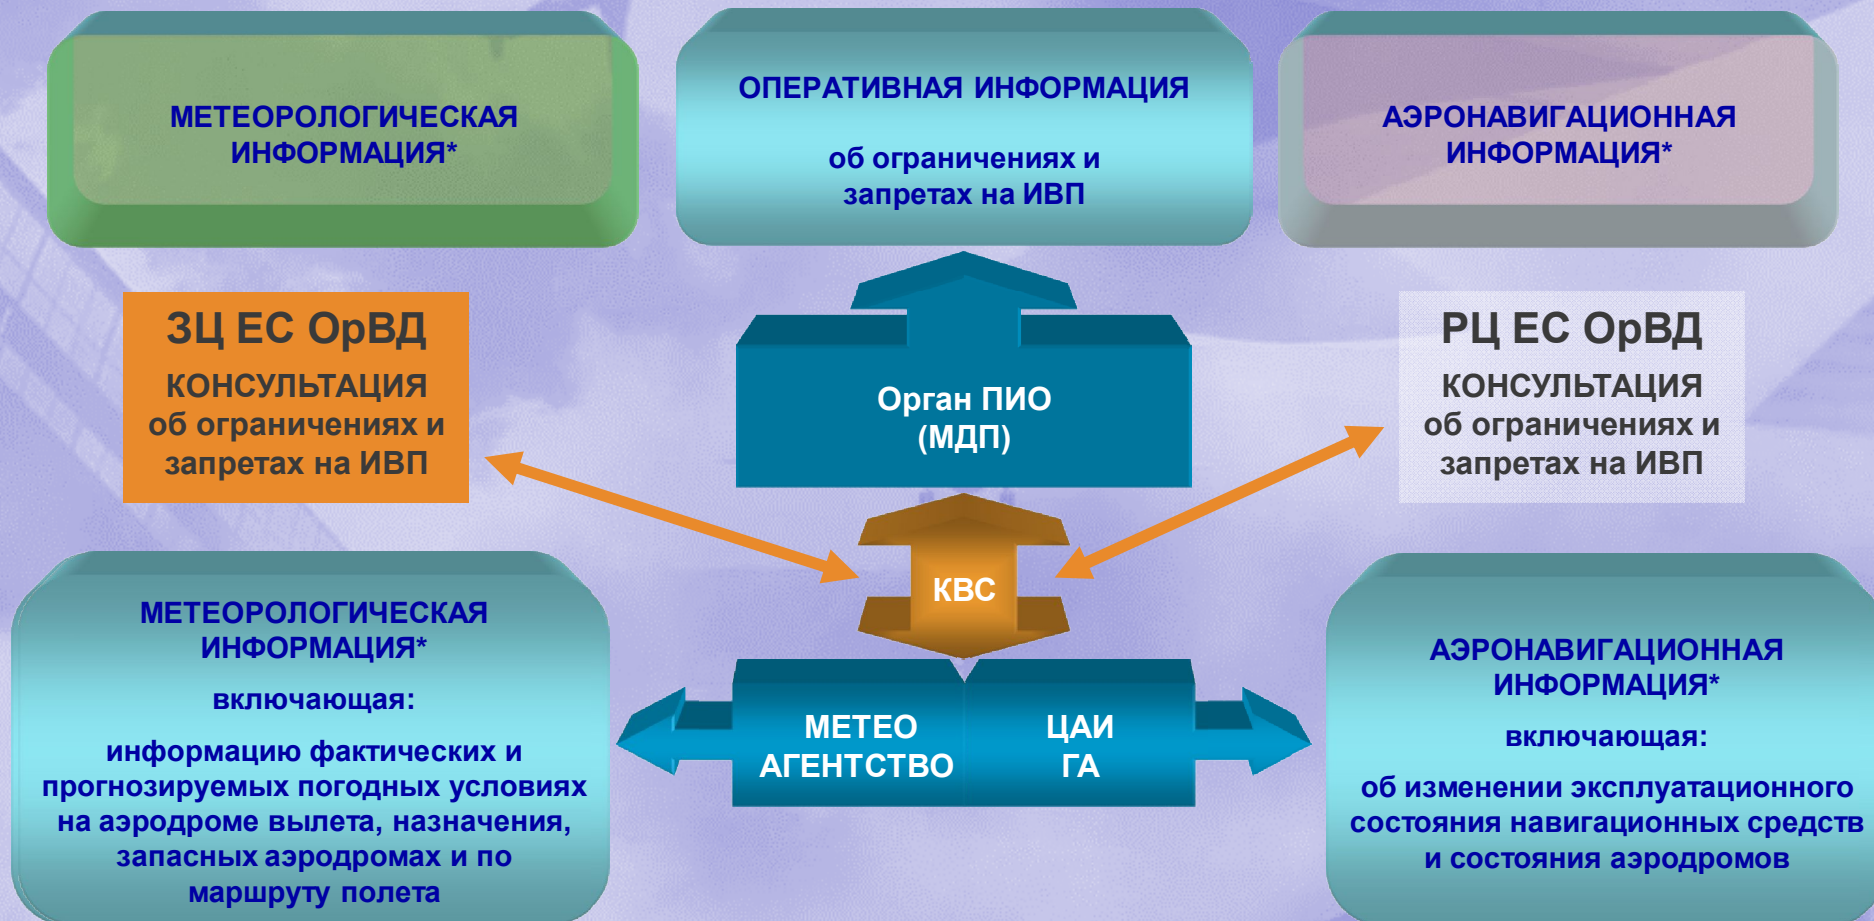 МЕТЕОРОЛОГИЧЕСКАЯ
ИНФОРМАЦИЯ*
ОПЕРАТИВНАЯ ИНФОРМАЦИЯ
об ограничениях и
запретах на ИВП
АЭРОНАВИГАЦИОННАЯ
ИНФОРМАЦИЯ*
ЗЦ ЕС ОрВД
КОНСУЛЬТАЦИЯ
об ограничениях и
запретах на ИВП
Орган ПИО
(МДП)
РЦ ЕС ОрВД
КОНСУЛЬТАЦИЯ
об ограничениях и
запретах на ИВП
КВС
МЕТЕОРОЛОГИЧЕСКАЯ
ИНФОРМАЦИЯ*
включающая:
информацию фактических и
прогнозируемых погодных условиях
на аэродроме вылета, назначения,
запасных аэродромах и по
маршруту полета
МЕТЕО
АГЕНТСТВО
ЦАИ
ГА
АЭРОНАВИГАЦИОННАЯ
ИНФОРМАЦИЯ*
включающая:
об изменении эксплуатационного
состояния навигационных средств
и состояния аэродромов